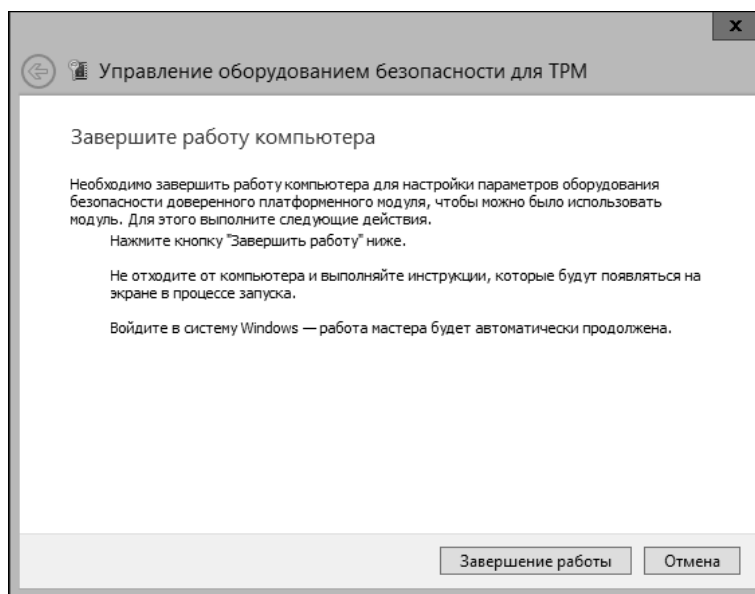 x
Управление оборудованием безопасности для TPM
Завершите работу компьютера
Необходимо завершить работу компьютера для настройки параметров оборудования
безопасности доверенного платформенного модуля, чтобы можно было использовать
модуль. Для этого выполните следующие действия.
Нажмите кнопку "Завершить работу" ниже.
Не отходите от компьютера и выполняйте инструкции, которые будут появляться на
экране в процессе запуска.
Войдите в систему Windows — работа мастера будет автоматически продолжена.
Завершение работы
Отмена